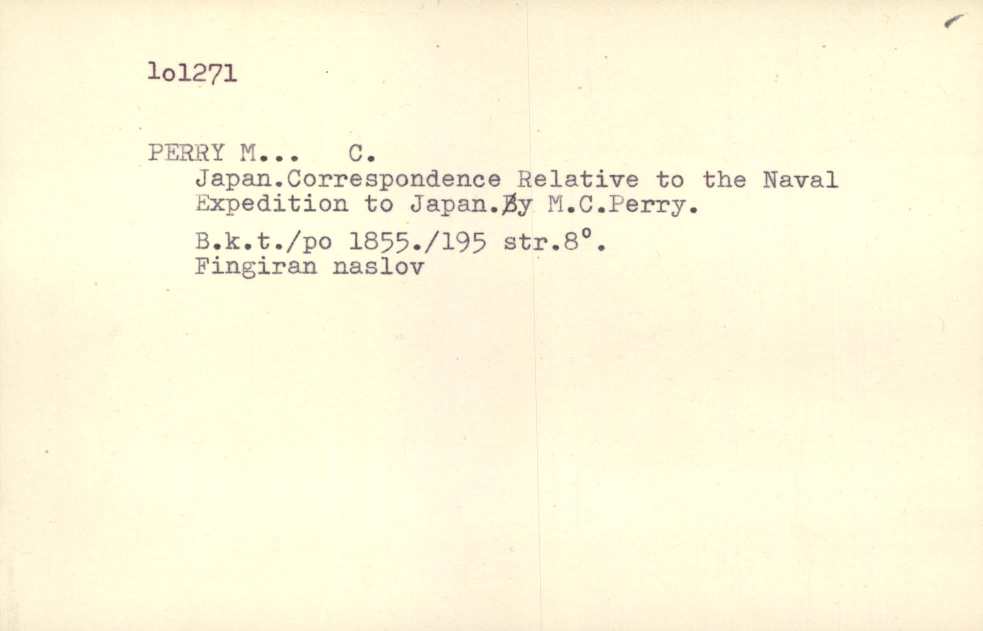 lol271
PERRY M... C.
Japan.Correspondence Relative to the Naval
Expedition to Japan.By M.C.Perry.
B.k.t./po 1855./195 str.8°.
Fingiran naslov